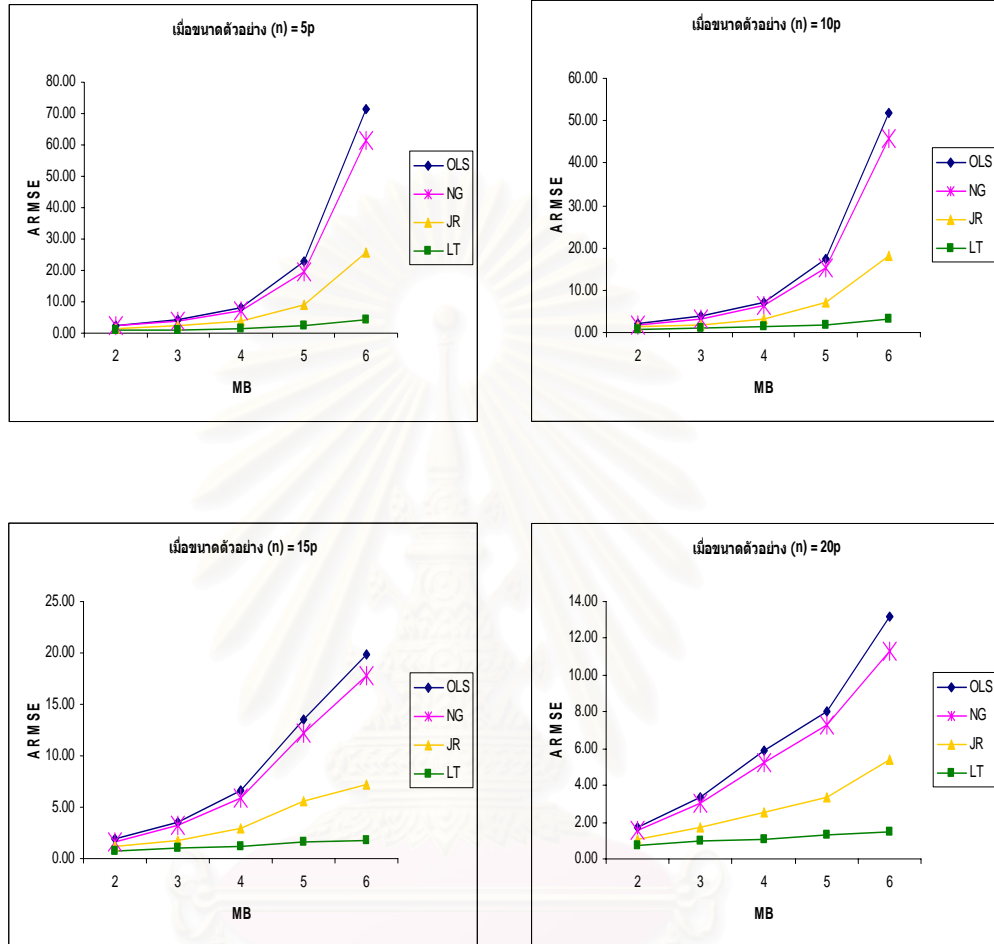 เมื่อขนาดตัวอย่าง (n) = 5p
80.00
70.00
60.00
50.00
40.00
30.00
20.00
10.00
0.00
ARMSE
2 3 4 5 6
MB
OLS
NG
JR
LT
เมื่อขนาดตัวอย่าง (n) = 10p
60.00
50.00
40.00
30.00
20.00
10.00
0.00
ARMSE
2 3 4 5 6
MB
OLS
NG
JR
LT
เมื่อขนาดตัวอย่าง (n) = 15p
25.00
20.00
15.00
10.00
5.00
0.00
ARMSE
2 3 4 5 6
MB
OLS
NG
JR
LT
เมื่อขนาดตัวอย่าง (n) = 20p
14.00
12.00
10.00
8.00
6.00
4.00
2.00
0.00
ARMSE
2 3 4 5 6
MB
OLS
NG
JR
LT